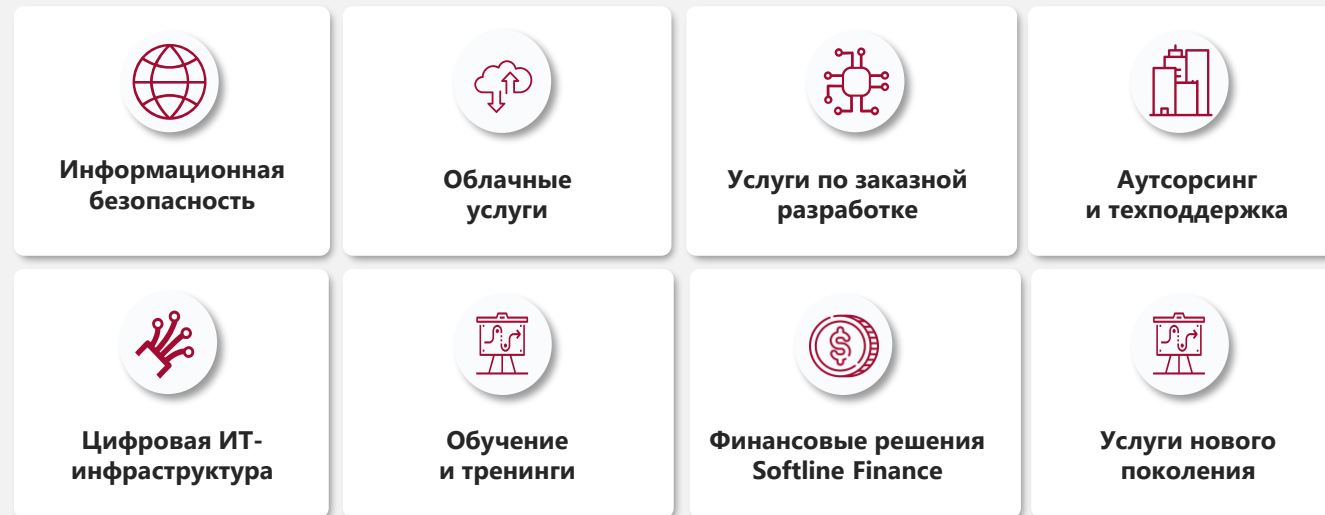 Информационная
безопасность
Облачные
услуги
Услуги по заказной
разработке
Аутсорсинг
и техподдержка
Цифровая ИТ-
инфраструктура
Обучение
и тренинги
Финансовые решения
Softline Finance
Услуги нового
поколения